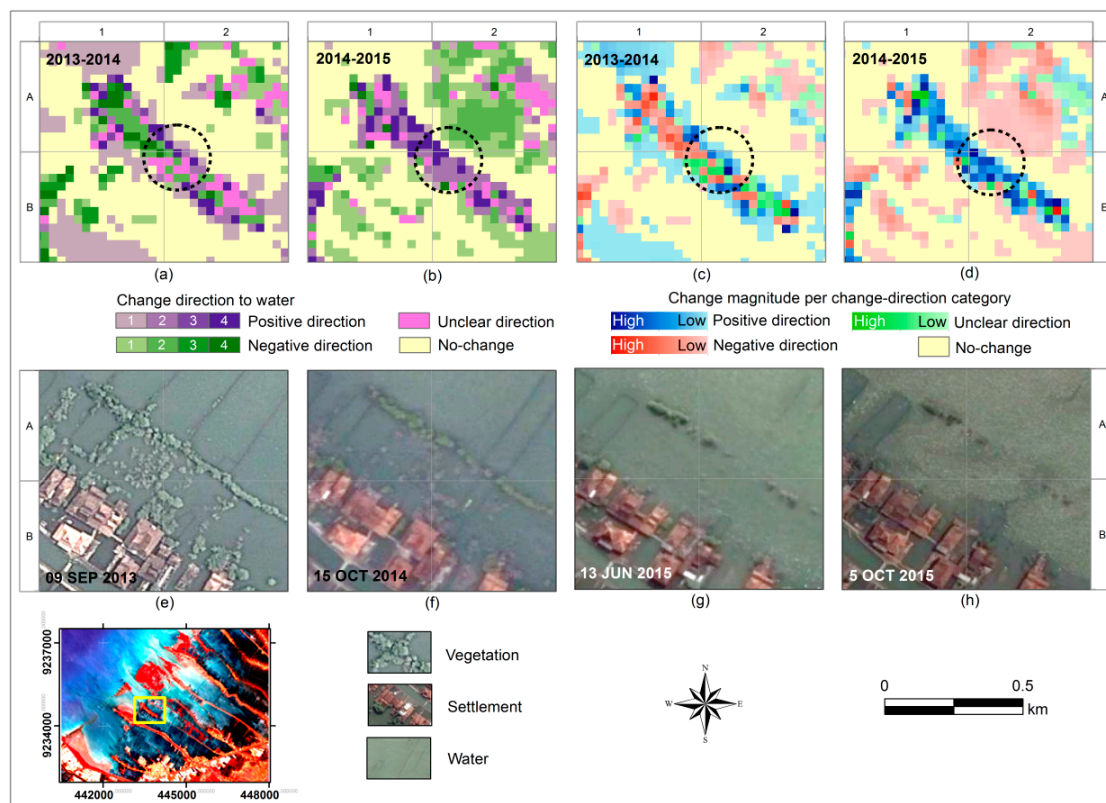 1 2 1 2 1 2 1 2
2013-2014 2014-2015 2013-2014 2014-2015
A A
B B
(a) (b) (c) (d)
Change direction to water
1 2 3 4 Positive direction Unclear direction
1 2 3 4 Negative direction No-change
Change magnitude per change-direction category
High Low Positive direction High Low Unclear direction
High Low Negative direction No-change
A A
B B
09 SEP 2013 15 OCT 2014 13 JUN 2015 5 OCT 2015
(e) (f) (g) (h)
9237000
9234000
442000 445000 448000
Vegetation
Settlement
Water
N
W E
S
0 0.5
km